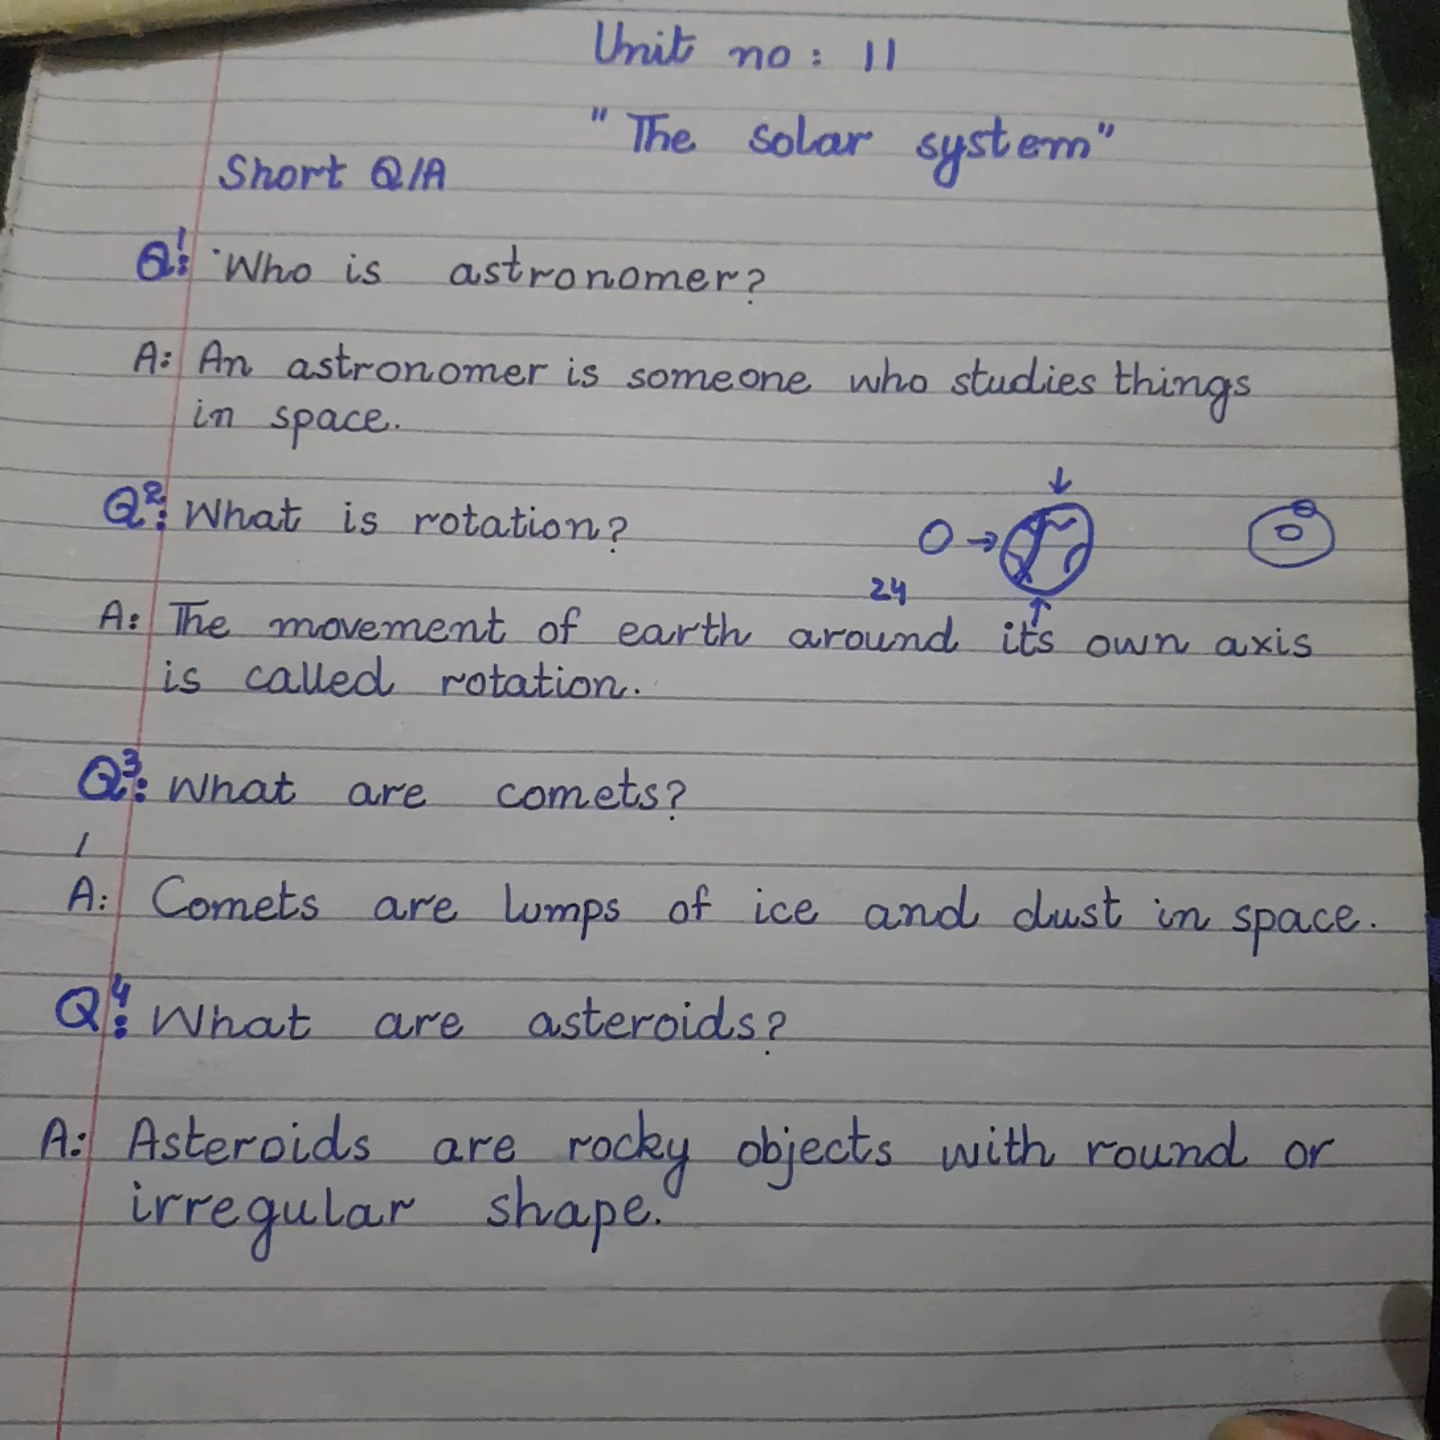 Unit no: 11
"The solar system"
Short Q/A
Q1: Who is astronomer?
A: An astronomer is someone who studies things
in space.
Q2: What is rotation?
24
A: The movement of earth around it's own axis
is called rotation.
Q3: What are comets?
A: Comets are lumps of ice and dust in space.
Q4: What are asteroids?
A: Asteroids are rocky objects with round or
irregular shape.